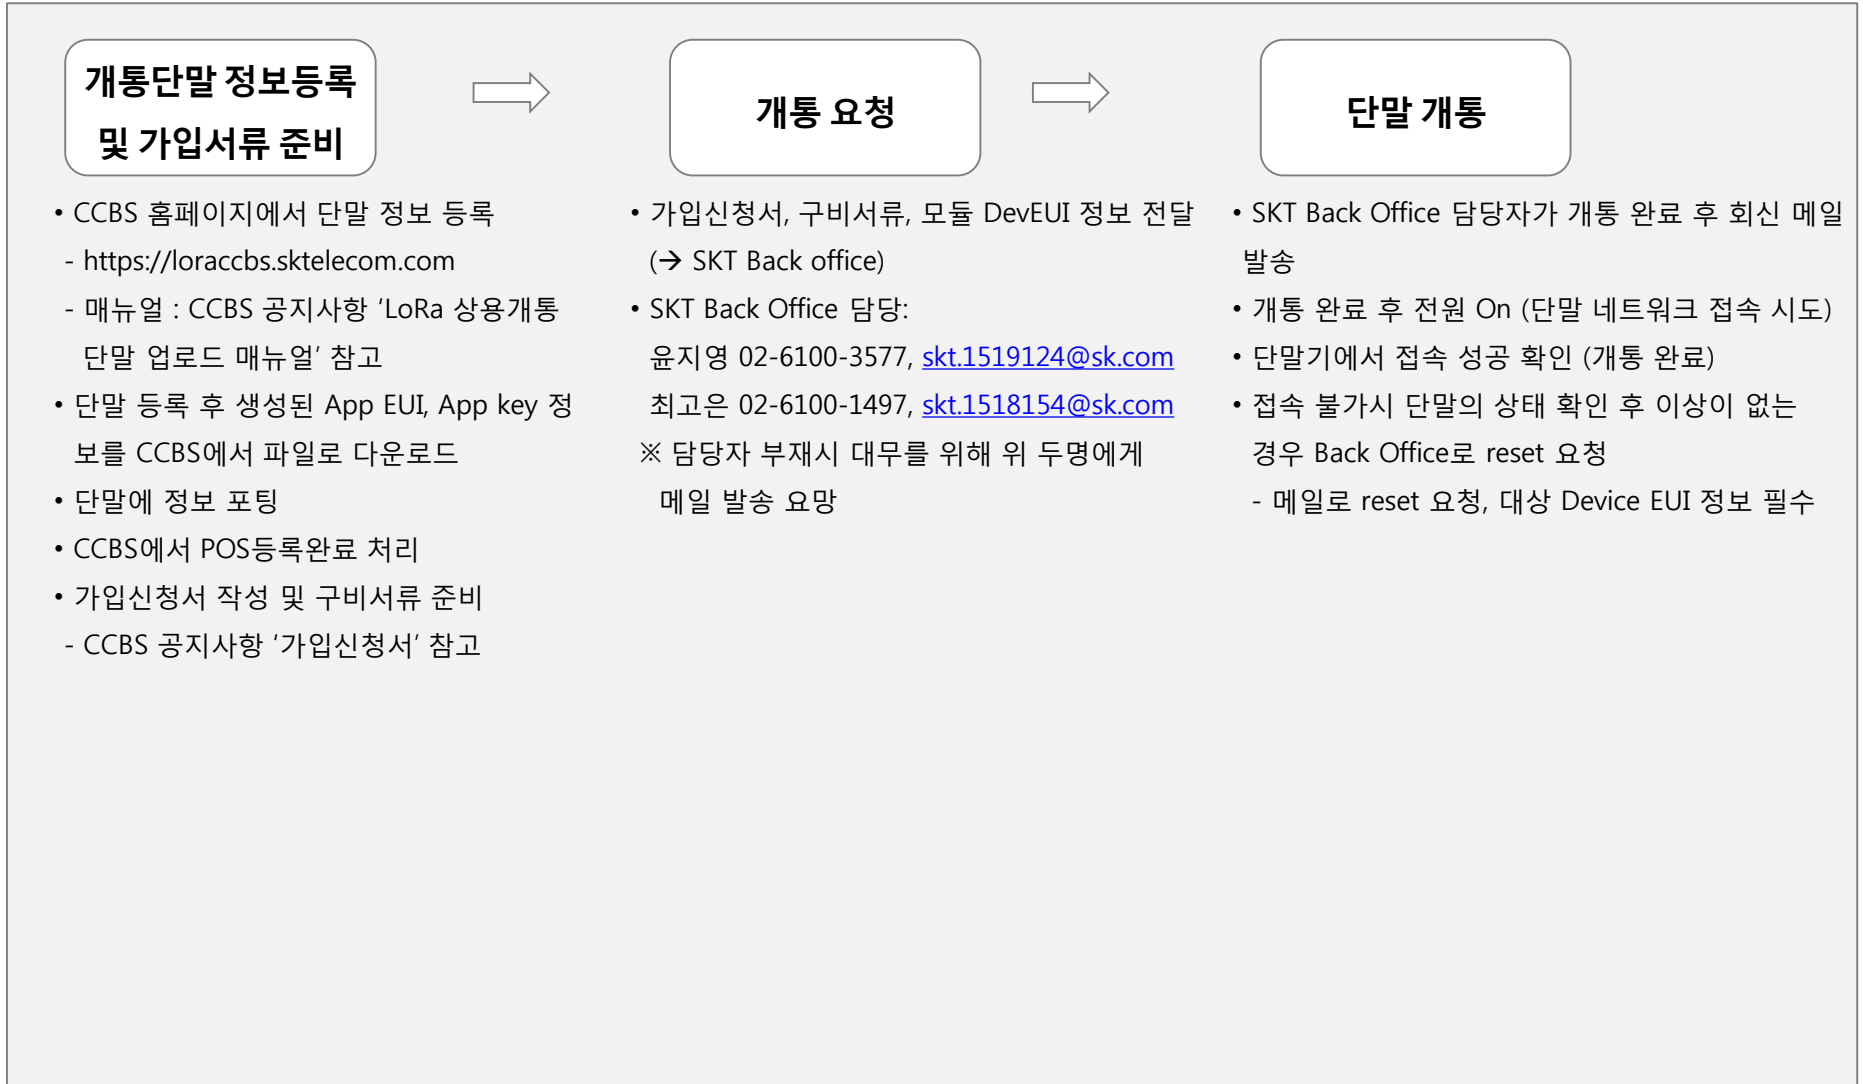 개통단말 정보등록
및 가입서류 준비
• CCBS 홈페이지에서 단말 정보 등록
- https://loraccbs.sktelecom.com
- 매뉴얼 : CCBS 공지사항 ‘LoRa 상용개통
단말 업로드 매뉴얼’ 참고
• 단말 등록 후 생성된 App EUI, App key 정
보를 CCBS에서 파일로 다운로드
• 단말에 정보 포팅
• CCBS에서 POS등록완료 처리
• 가입신청서 작성 및 구비서류 준비
- CCBS 공지사항 ‘가입신청서’ 참고
개통 요청
• 가입신청서, 구비서류, 모듈 DevEUI 정보 전달
(→ SKT Back office)
• SKT Back Office 담당:
윤지영 02-6100-3577, skt.1519124@sk.com
최고은 02-6100-1497, skt.1518154@sk.com
※ 담당자 부재시 대무를 위해 위 두명에게
메일 발송 요망
단말 개통
• SKT Back Office 담당자가 개통 완료 후 회신 메일
발송
• 개통 완료 후 전원 On (단말 네트워크 접속 시도)
• 단말기에서 접속 성공 확인 (개통 완료)
• 접속 불가시 단말의 상태 확인 후 이상이 없는
경우 Back Office로 reset 요청
- 메일로 reset 요청, 대상 Device EUI 정보 필수